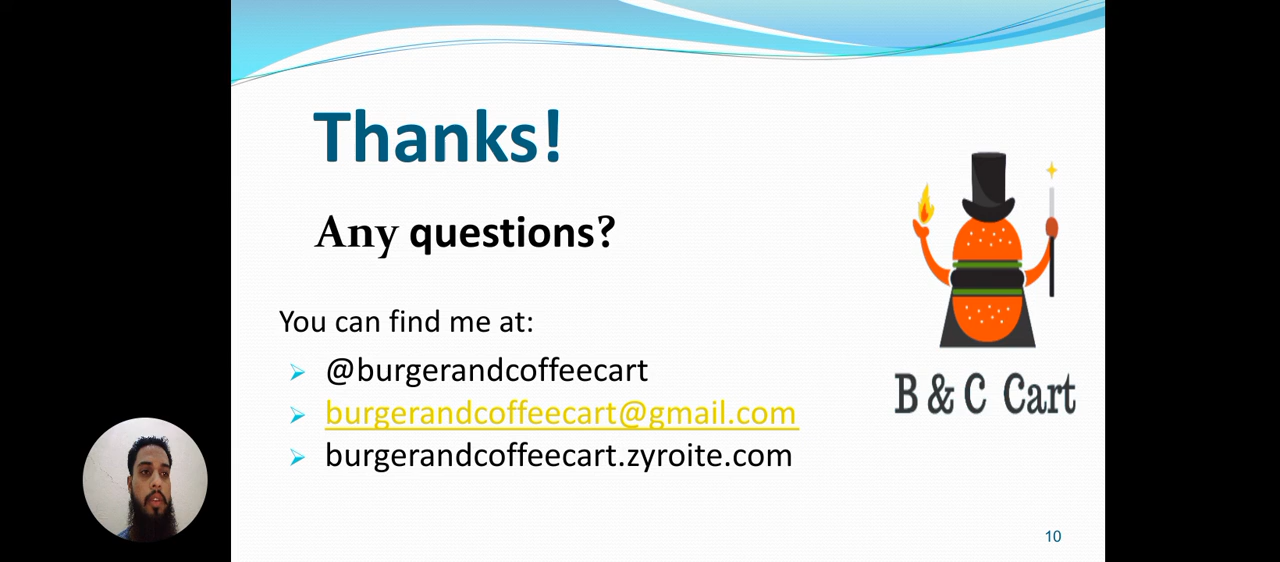 Thanks!
Any questions?
You can find me at:
@burgerandcoffeecart
burgerandcoffeecart@gmail.com
burgerandcoffeecart.zyroite.com
B & C Cart
10